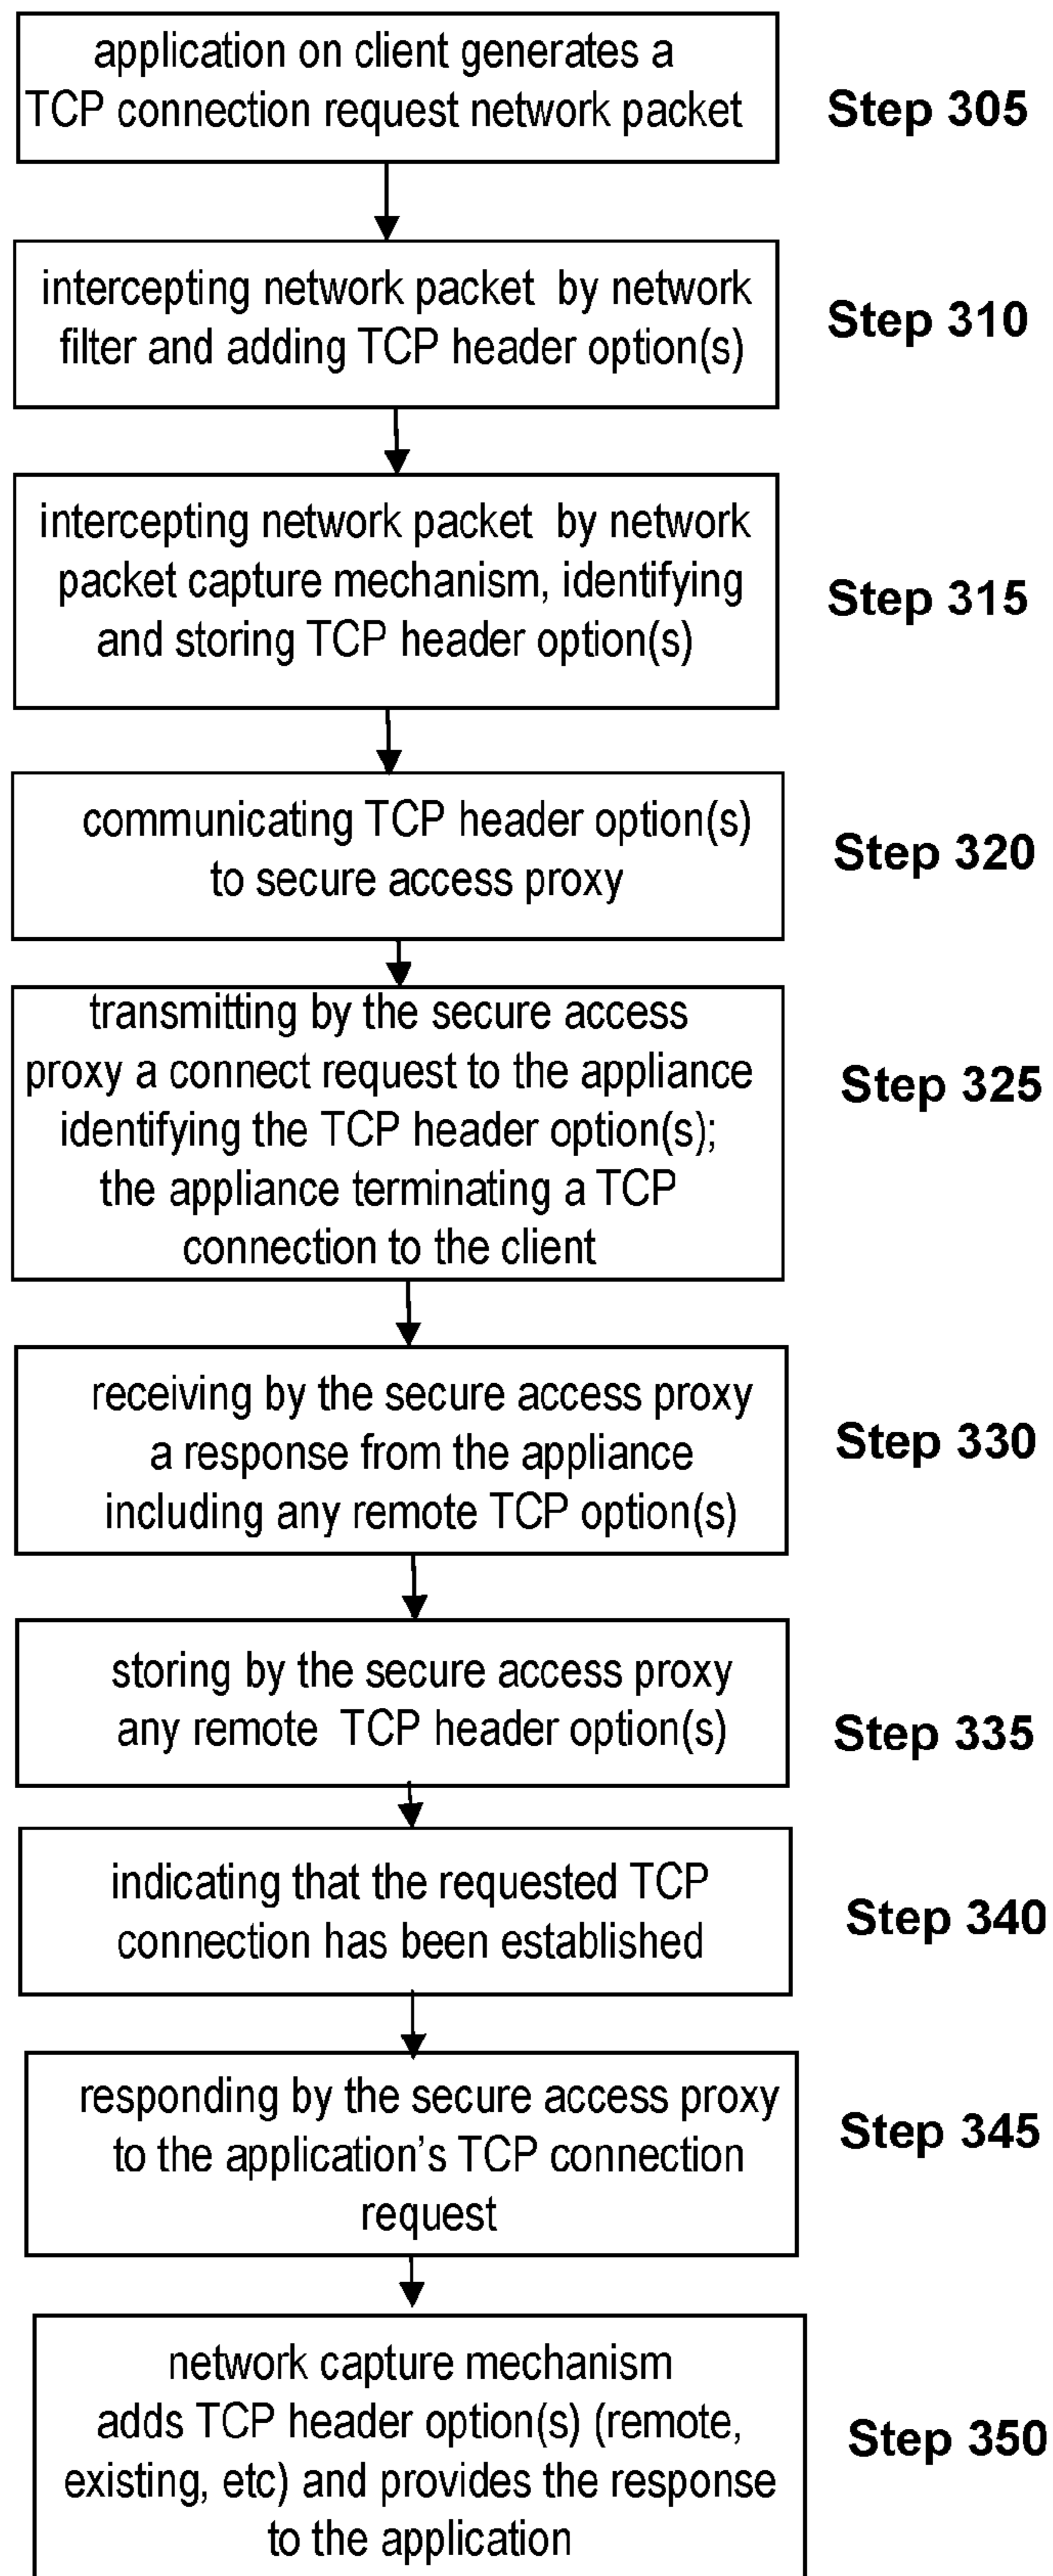 application on client generates a
TCP connection request network packet
Step 305
intercepting network packet by network
filter and adding TCP header option(s)
Step 310
intercepting network packet by network
packet capture mechanism, identifying
and storing TCP header option(s)
Step 315
communicating TCP header option(s)
to secure access proxy
Step 320
transmitting by the secure access
proxy a connect request to the appliance
identifying the TCP header option(s);
the appliance terminating a TCP
connection to the client
Step 325
receiving by the secure access proxy
a response from the appliance
including any remote TCP option(s)
Step 330
storing by the secure access proxy
any remote TCP header option(s)
Step 335
indicating that the requested TCP
connection has been established
Step 340
responding by the secure access proxy
to the application's TCP connection
request
Step 345
network capture mechanism
adds TCP header option(s) (remote,
existing, etc) and provides the response
to the application
Step 350